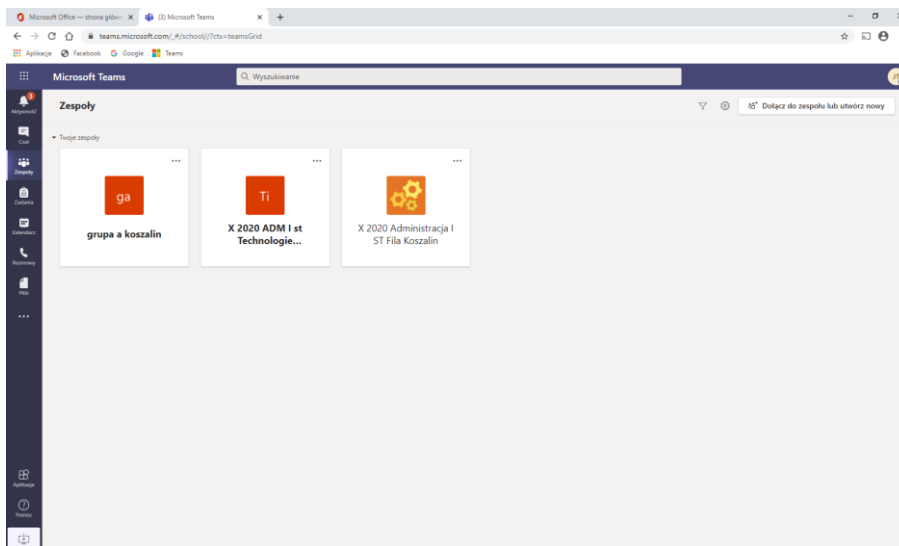 Microsoft Office — strona główn
(3) Microsoft Teams
teams.microsoft.com/_#/school//?ctx=teamsGrid
Aplikacje Facebook Google Teams
Microsoft Teams
Wyszukiwanie
3
Aktywność
Zespoły
Dołącz do zespołu lub utwórz nowy
Czat
Twoje zespoły
Zespoły
ga
Ti
grupa a koszalin
X 2020 ADM I st
Technologie...
X 2020 Administracja I
ST Fila Koszalin
Zadania
Kalendarz
Rozmowy
Pliki
Aplikacje
Pomoc